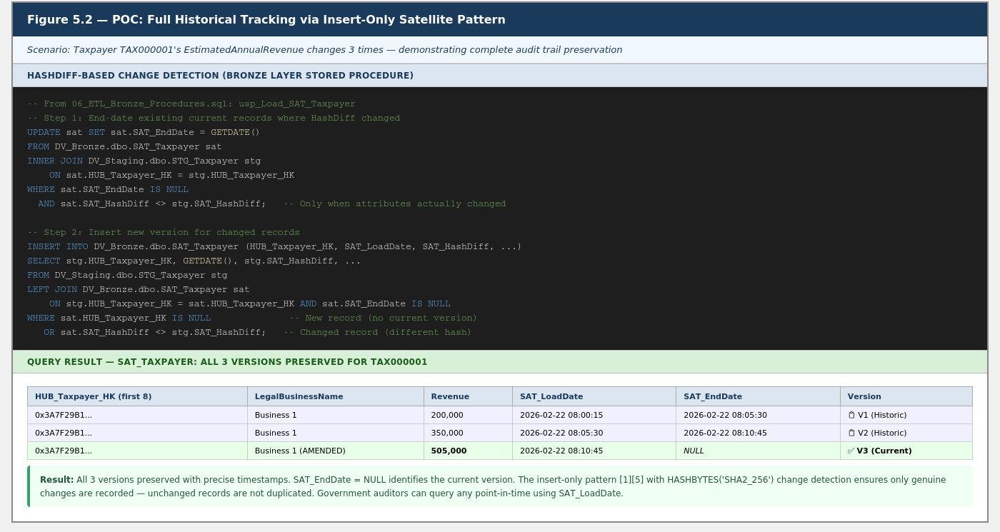 Figure 5.2 — POC: Full Historical Tracking via Insert-Only Satellite Pattern
Scenario: Taxpayer TAX000001's EstimatedAnnualRevenue changes 3 times — demonstrating complete audit trail preservation
HASHDIFF-BASED CHANGE DETECTION (BRONZE LAYER STORED PROCEDURE)
-- From 06_ETL_Bronze_Procedures.sql: usp_Load_SAT_Taxpayer
-- Step 1: End-date existing current records where HashDiff changed
UPDATE sat SET sat.SAT_EndDate = GETDATE()
FROM DV_Bronze.dbo.SAT_Taxpayer sat
INNER JOIN DV_Staging.dbo.STG_Taxpayer stg
    ON sat.HUB_Taxpayer_HK = stg.HUB_Taxpayer_HK
WHERE sat.SAT_EndDate IS NULL
  AND sat.SAT_HashDiff <> stg.SAT_HashDiff;   -- Only when attributes actually changed
-- Step 2: Insert new version for changed records
INSERT INTO DV_Bronze.dbo.SAT_Taxpayer (HUB_Taxpayer_HK, SAT_LoadDate, SAT_HashDiff, ...)
SELECT stg.HUB_Taxpayer_HK, GETDATE(), stg.SAT_HashDiff, ...
FROM DV_Staging.dbo.STG_Taxpayer stg
LEFT JOIN DV_Bronze.dbo.SAT_Taxpayer sat
    ON stg.HUB_Taxpayer_HK = sat.HUB_Taxpayer_HK AND sat.SAT_EndDate IS NULL
WHERE sat.HUB_Taxpayer_HK IS NULL              -- New record (no current version)
   OR sat.SAT_HashDiff <> stg.SAT_HashDiff;   -- Changed record (different hash)
QUERY RESULT — SAT_TAXPAYER: ALL 3 VERSIONS PRESERVED FOR TAX000001
HUB_Taxpayer_HK (first 8) LegalBusinessName Revenue SAT_LoadDate SAT_EndDate Version
0x3A7F29B1... Business 1 200,000 2026-02-22 08:00:15 2026-02-22 08:05:30 📋 V1 (Historic)
0x3A7F29B1... Business 1 350,000 2026-02-22 08:05:30 2026-02-22 08:10:45 📋 V2 (Historic)
0x3A7F29B1... Business 1 (AMENDED) 505,000 2026-02-22 08:10:45 NULL ✅ V3 (Current)
Result: All 3 versions preserved with precise timestamps. SAT_EndDate = NULL identifies the current version. The insert-only pattern [1][5] with HASHBYTES('SHA2_256') change detection ensures only genuine
changes are recorded — unchanged records are not duplicated. Government auditors can query any point-in-time using SAT_LoadDate.